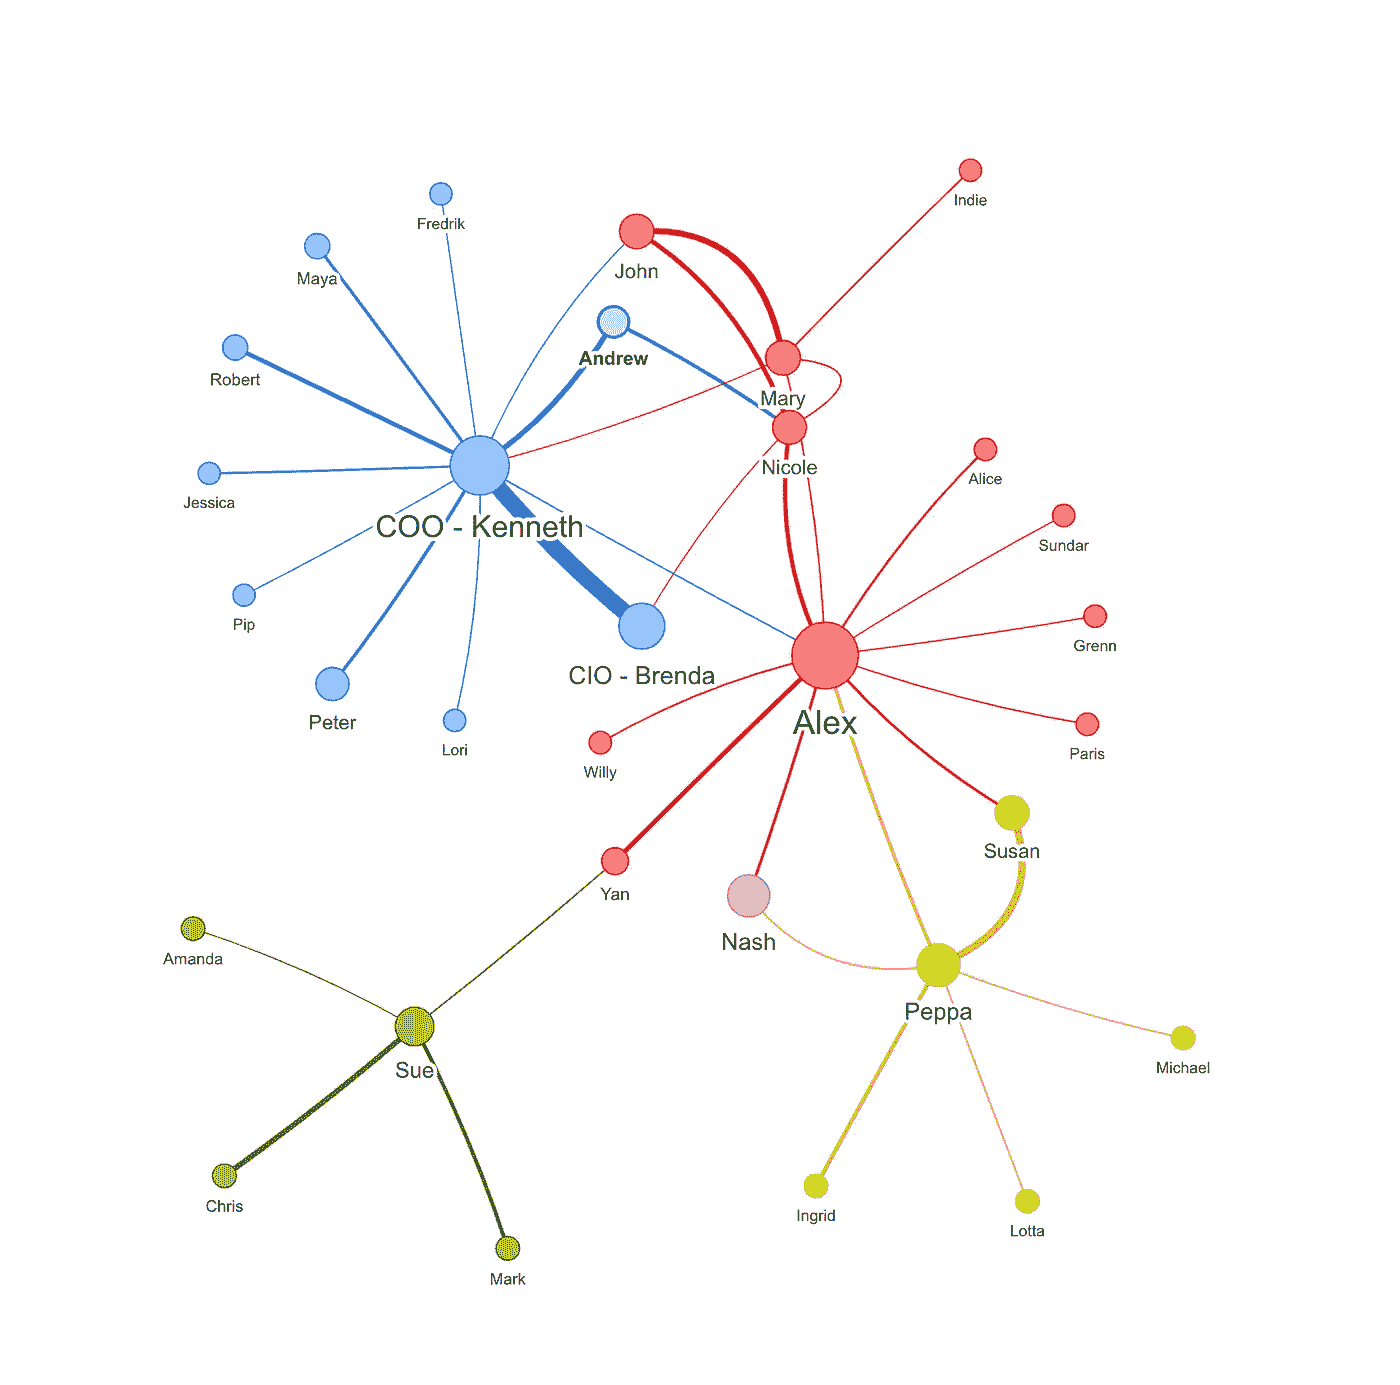 Indie
Fredrik
John
Maya
Andrew
Robert
Mary
Nicole
Alice
Jessica
COO - Kenneth
Sundar
Pip
Grenn
CIO - Brenda
Peter
Alex
Lori
Paris
Willy
Susan
Yan
Nash
Amanda
Peppa
Sue
Michael
Chris
Ingrid
Lotta
Mark